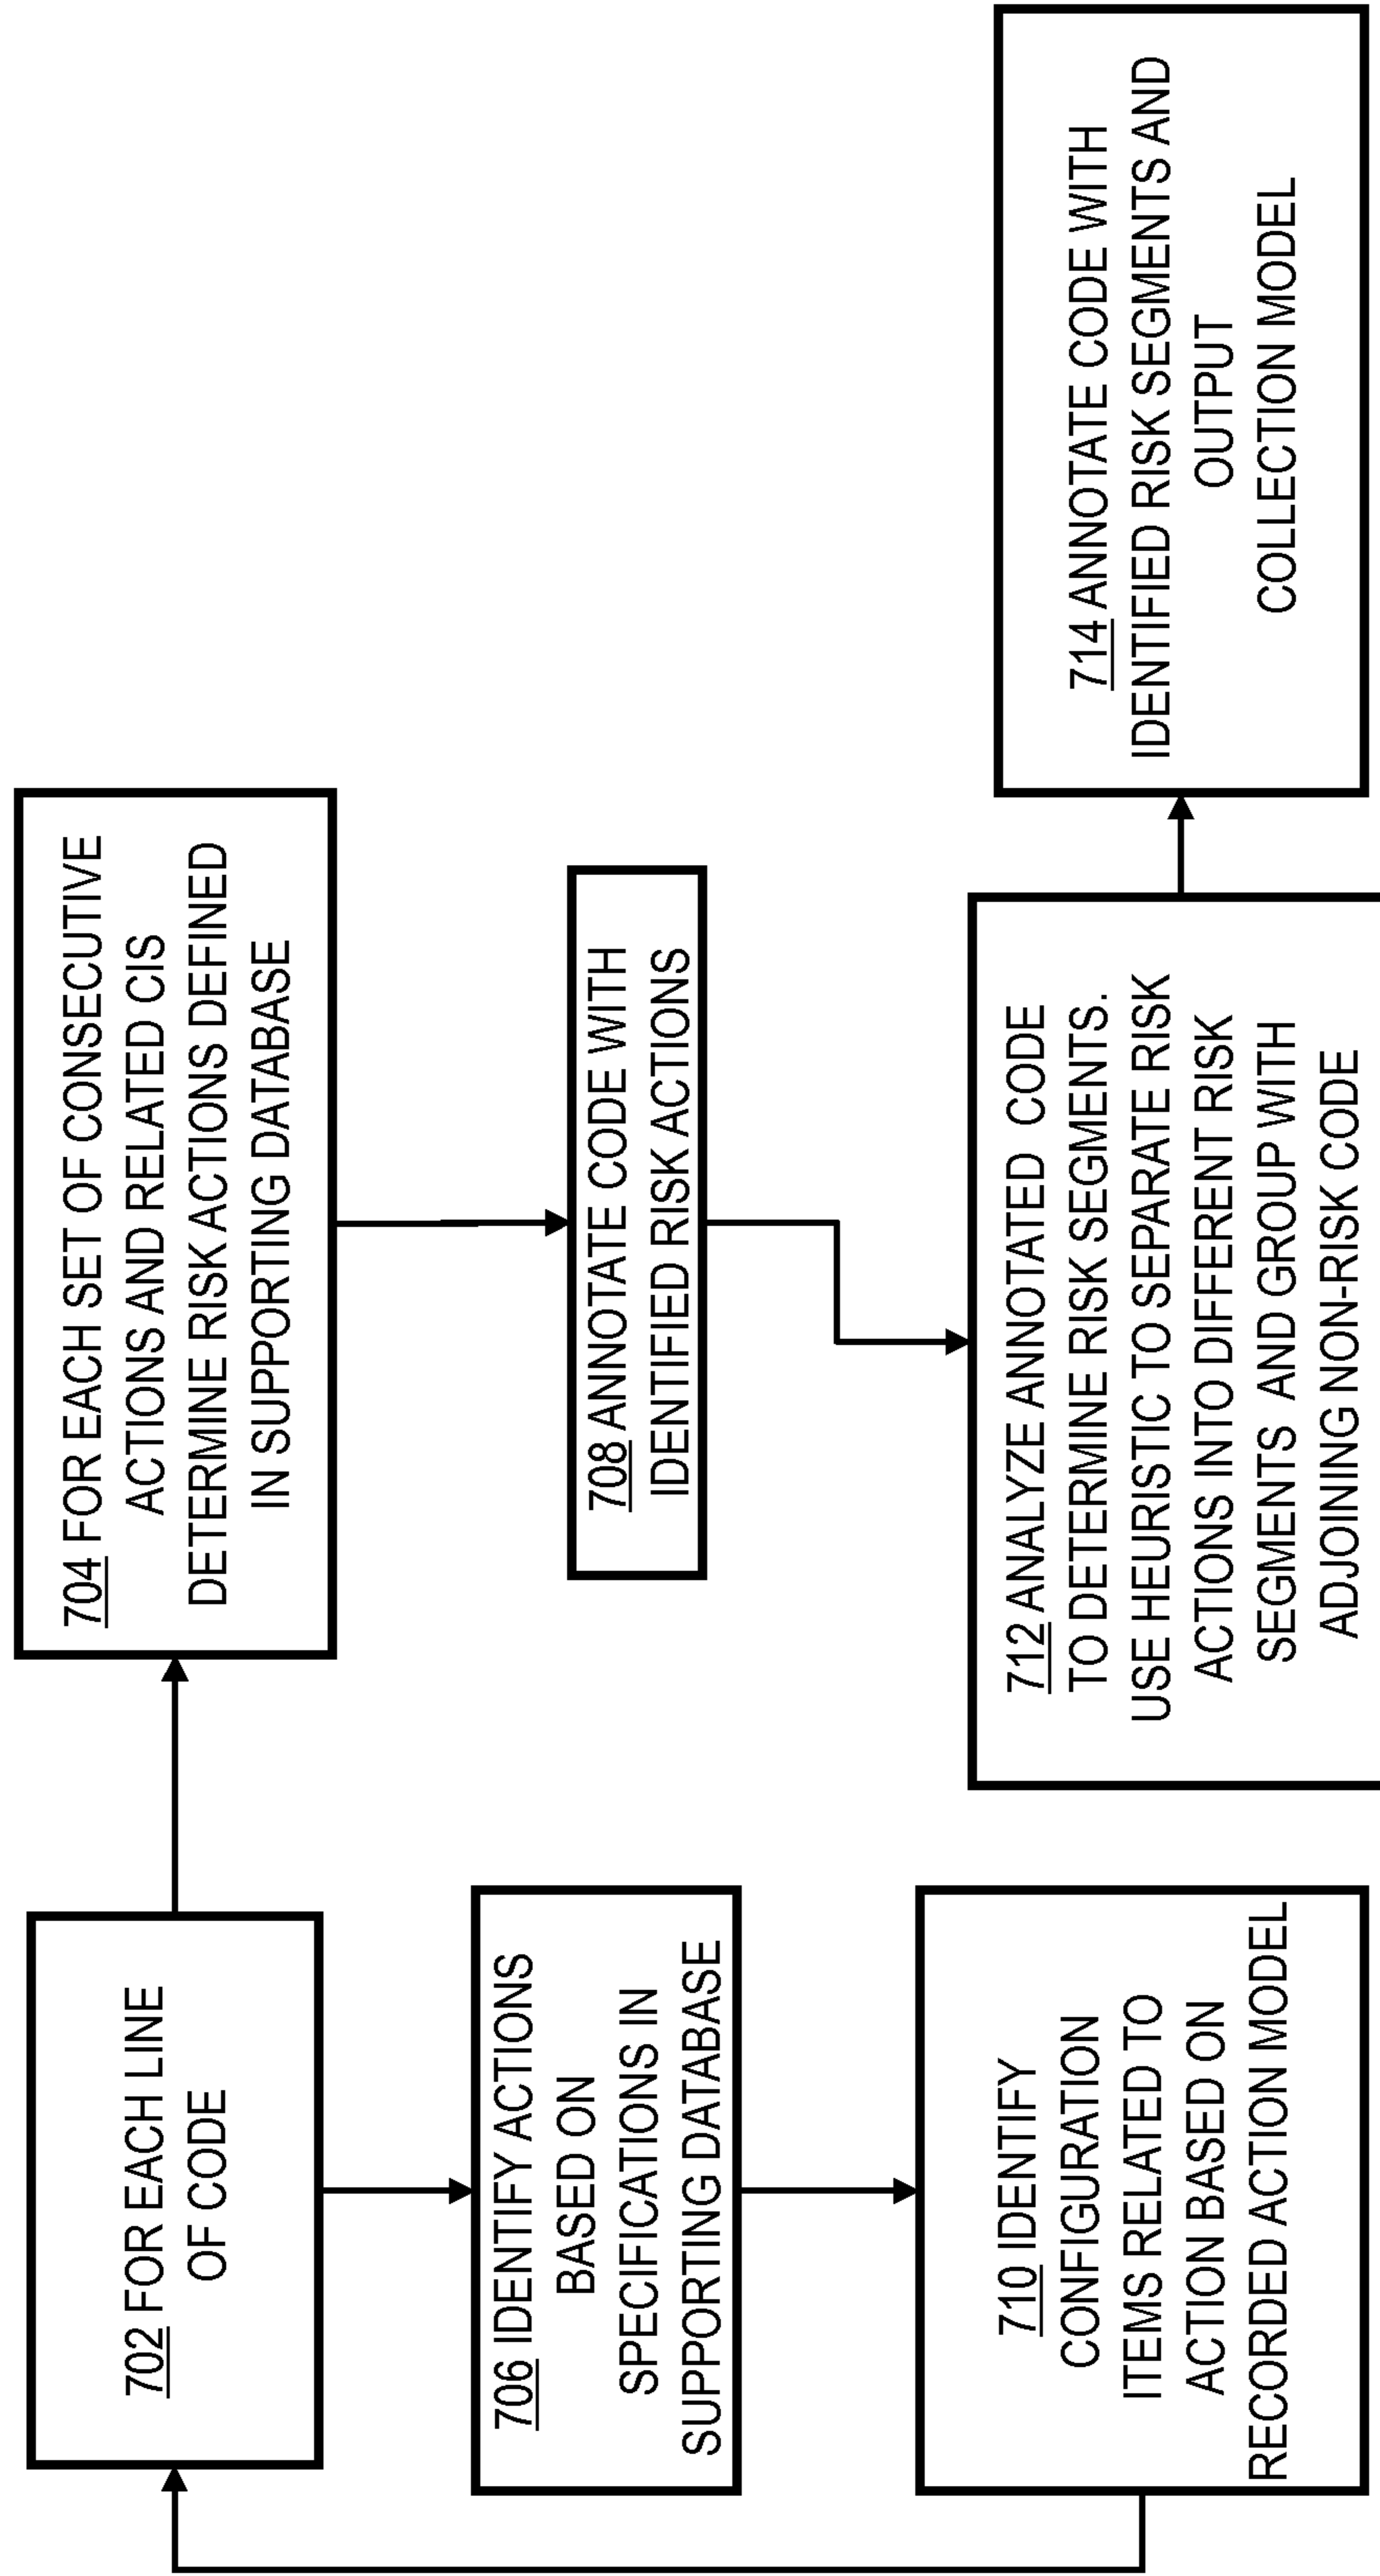 702 FOR EACH LINE
OF CODE
704 FOR EACH SET OF CONSECUTIVE
ACTIONS AND RELATED CIS
DETERMINE RISK ACTIONS DEFINED
IN SUPPORTING DATABASE
706 IDENTIFY ACTIONS
BASED ON
SPECIFICATIONS IN
SUPPORTING DATABASE
708 ANNOTATE CODE WITH
IDENTIFIED RISK ACTIONS
710 IDENTIFY
CONFIGURATION
ITEMS RELATED TO
ACTION BASED ON
RECORDED ACTION MODEL
712 ANALYZE ANNOTATED CODE
TO DETERMINE RISK SEGMENTS.
USE HEURISTIC TO SEPARATE RISK
ACTIONS INTO DIFFERENT RISK
SEGMENTS AND GROUP WITH
ADJOINING NON-RISK CODE
714 ANNOTATE CODE WITH
IDENTIFIED RISK SEGMENTS AND
OUTPUT
COLLECTION MODEL